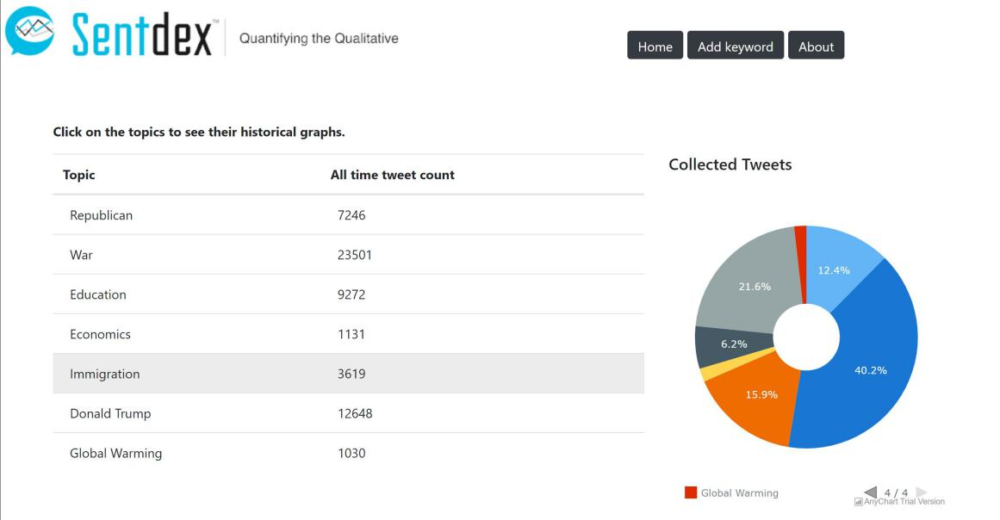 Sentdex™
Quantifying the Qualitative
Home Add keyword About
Click on the topics to see their historical graphs.
Topic All time tweet count
Republican 7246
War 23501
Education 9272
Economics 1131
Immigration 3619
Donald Trump 12648
Global Warming 1030
Collected Tweets
12.4%
21.6%
6.2%
40.2%
15.9%
Global Warming 4 / 4
AnyChart Trial Version